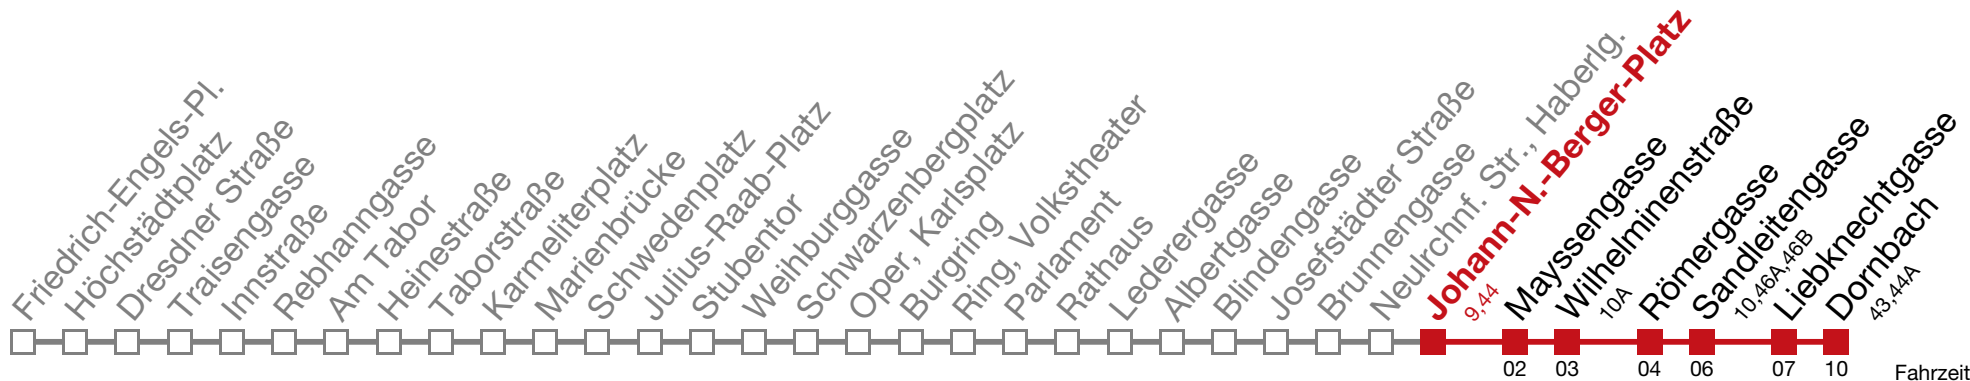 Friedrich-Engels-Pl.
Höchstädtplatz
Dresdner Straße
Traisengasse
Innstraße
Rebhanngasse
Am Tabor
Heinestraße
Taborstraße
Karmeliterplatz
Marienbrücke
Schwedenplatz
Julius-Raab-Platz
Stubentor
Weihburggasse
Schwarzenbergplatz
Oper, Karlsplatz
Burgring
Ring, Volkstheater
Parlament
Rathaus
Lederergasse
Albertgasse
Blindengasse
Josefstädter Straße
Brunnengasse
Neulrchnf. Str., Haberlg.
Johann-N.-Berger-Platz
9,44
Mayssengasse
Wilhelminenstraße
10A
Römergasse
Sandleitengasse
10,46A,46B
Liebknechtgasse
Dornbach
43,44A
02 03 04 06 07 10 Fahrzeit